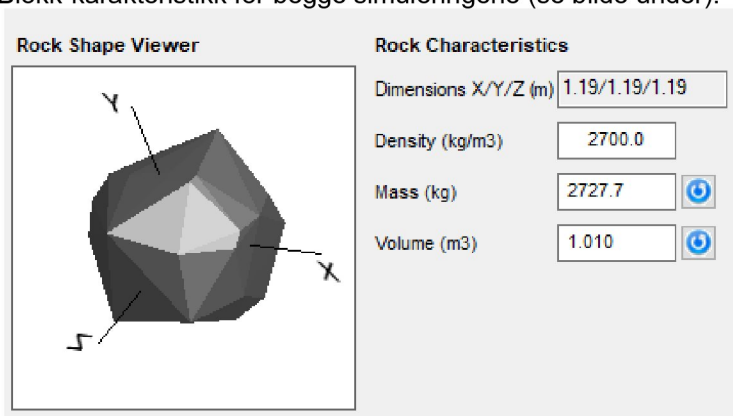 Blokk-karakteristikk for begge simuleringene (se bilde under):
Rock Shape Viewer
Rock Characteristics
Y
X
Z
Dimensions X/Y/Z (m) 1.19/1.19/1.19
Density (kg/m3) 2700.0
Mass (kg) 2727.7
Volume (m3) 1.010